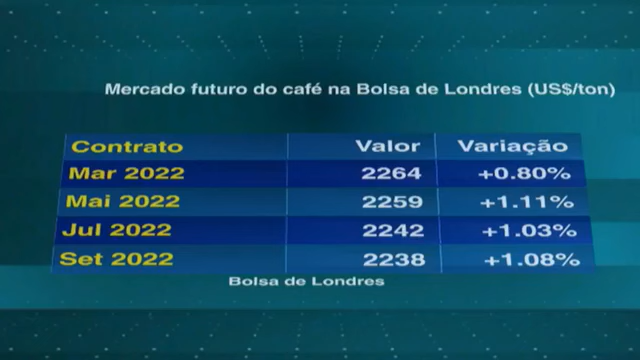 Mercado futuro do café na Bolsa de Londres (US$/ton)
Contrato Valor Variação
Mar 2022 2264 +0.80%
Mai 2022 2259 +1.11%
Jul 2022 2242 +1.03%
Set 2022 2238 +1.08%
Bolsa de Londres